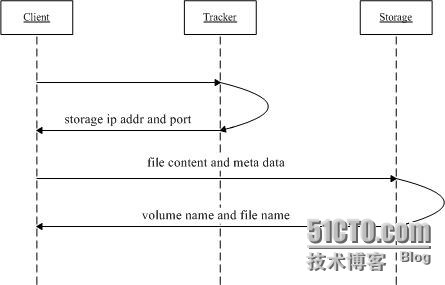 Client
Tracker
Storage
storage ip addr and port
file content and meta data
volume name and file name
51CTO.com
技术博客
Blog